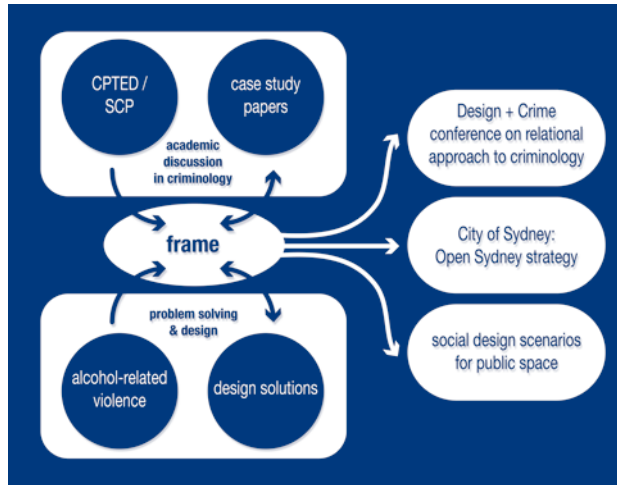 CPTED /
SCP
case study
papers
academic
discussion
in criminology
frame
problem solving
& design
alcohol-related
violence
design solutions
Design + Crime
conference on relational
approach to criminology
City of Sydney:
Open Sydney strategy
social design scenarios
for public space